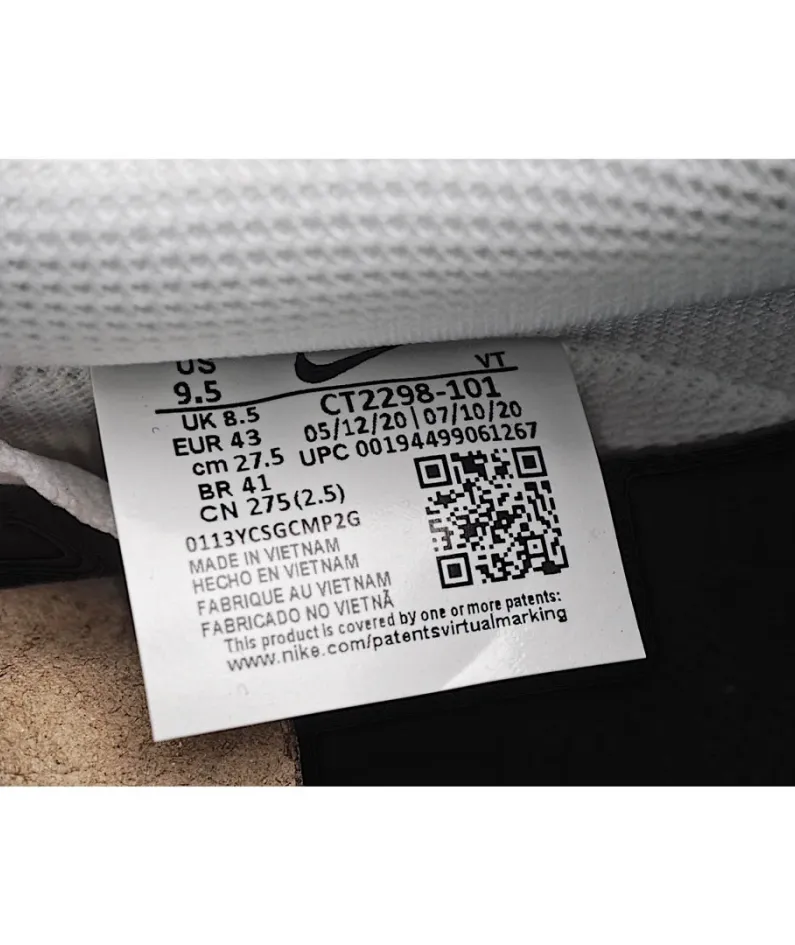 US VT
9.5
UK 8.5 CT2298-101
EUR 43 05/12/20 | 07/10/20
cm 27.5 UPC 00194499061267
BR 41
CN 275(2.5)
0113YCSGCMP2G
MADE IN VIETNAM
HECHO EN VIETNAM
FABRIQUE AU VIETNAM
FABRICADO NO VIETNÃ
This product is covered by one or more patents:
www.nike.com/patentsvirtualmarking